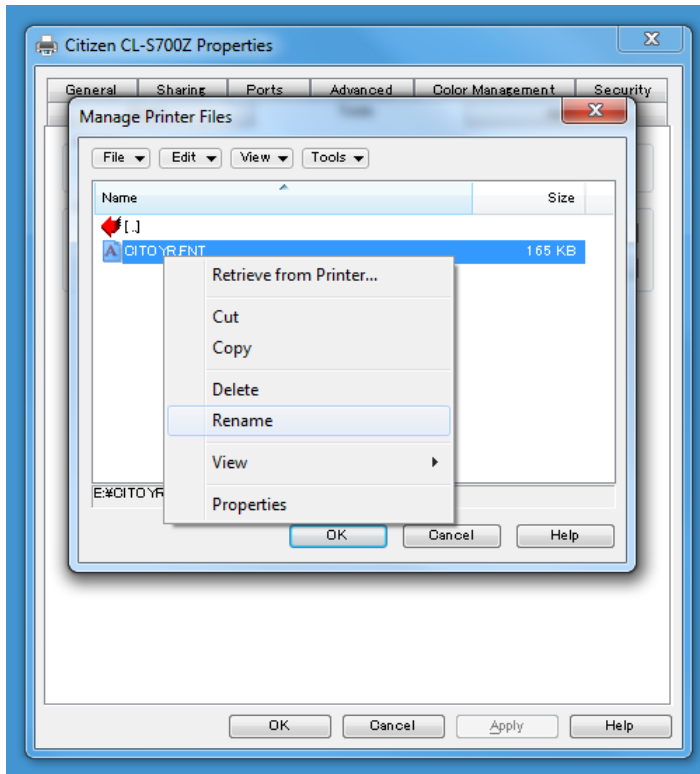 Citizen CL-S700Z Properties
General Sharing Ports Advanced Color Management Security
Manage Printer Files
File Edit View Tools
Name Size
[..]
CITOYR.FNT 165 KB
Retrieve from Printer...
Cut
Copy
Delete
Rename
View
E:¥CITOYR
Properties
OK Cancel Help
OK Cancel Apply Help